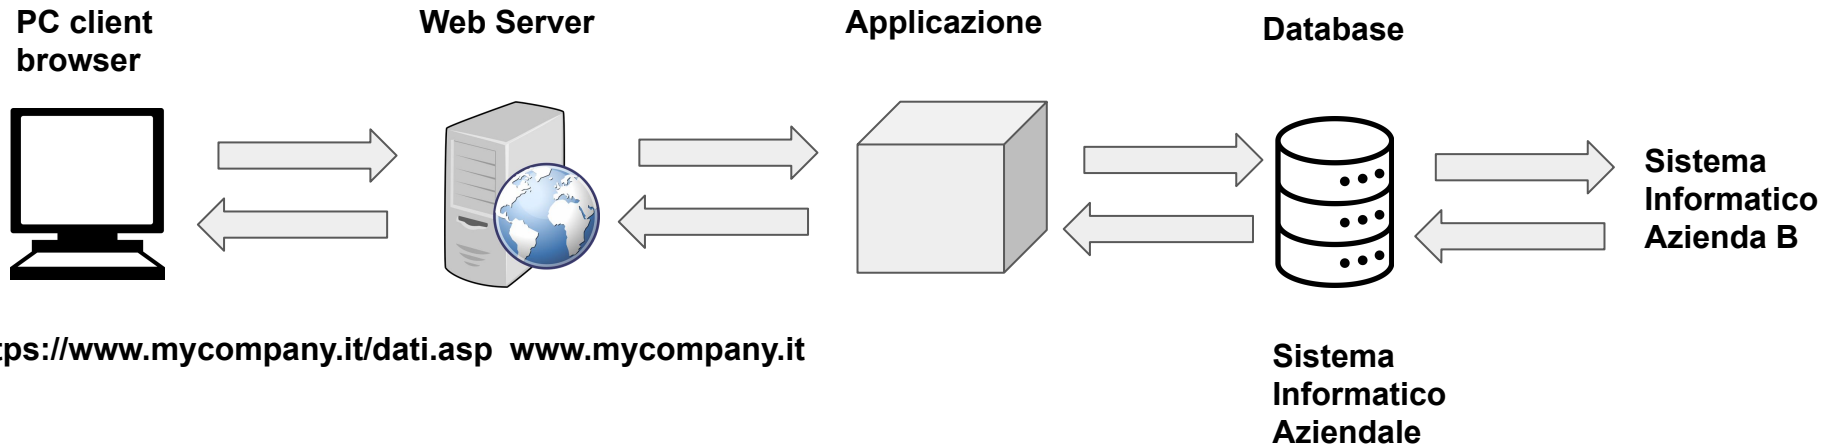 PC client
browser
Web Server
Applicazione
Database
Sistema
Informatico
Azienda B
tps://www.mycompany.it/dati.asp www.mycompany.it
Sistema
Informatico
Aziendale